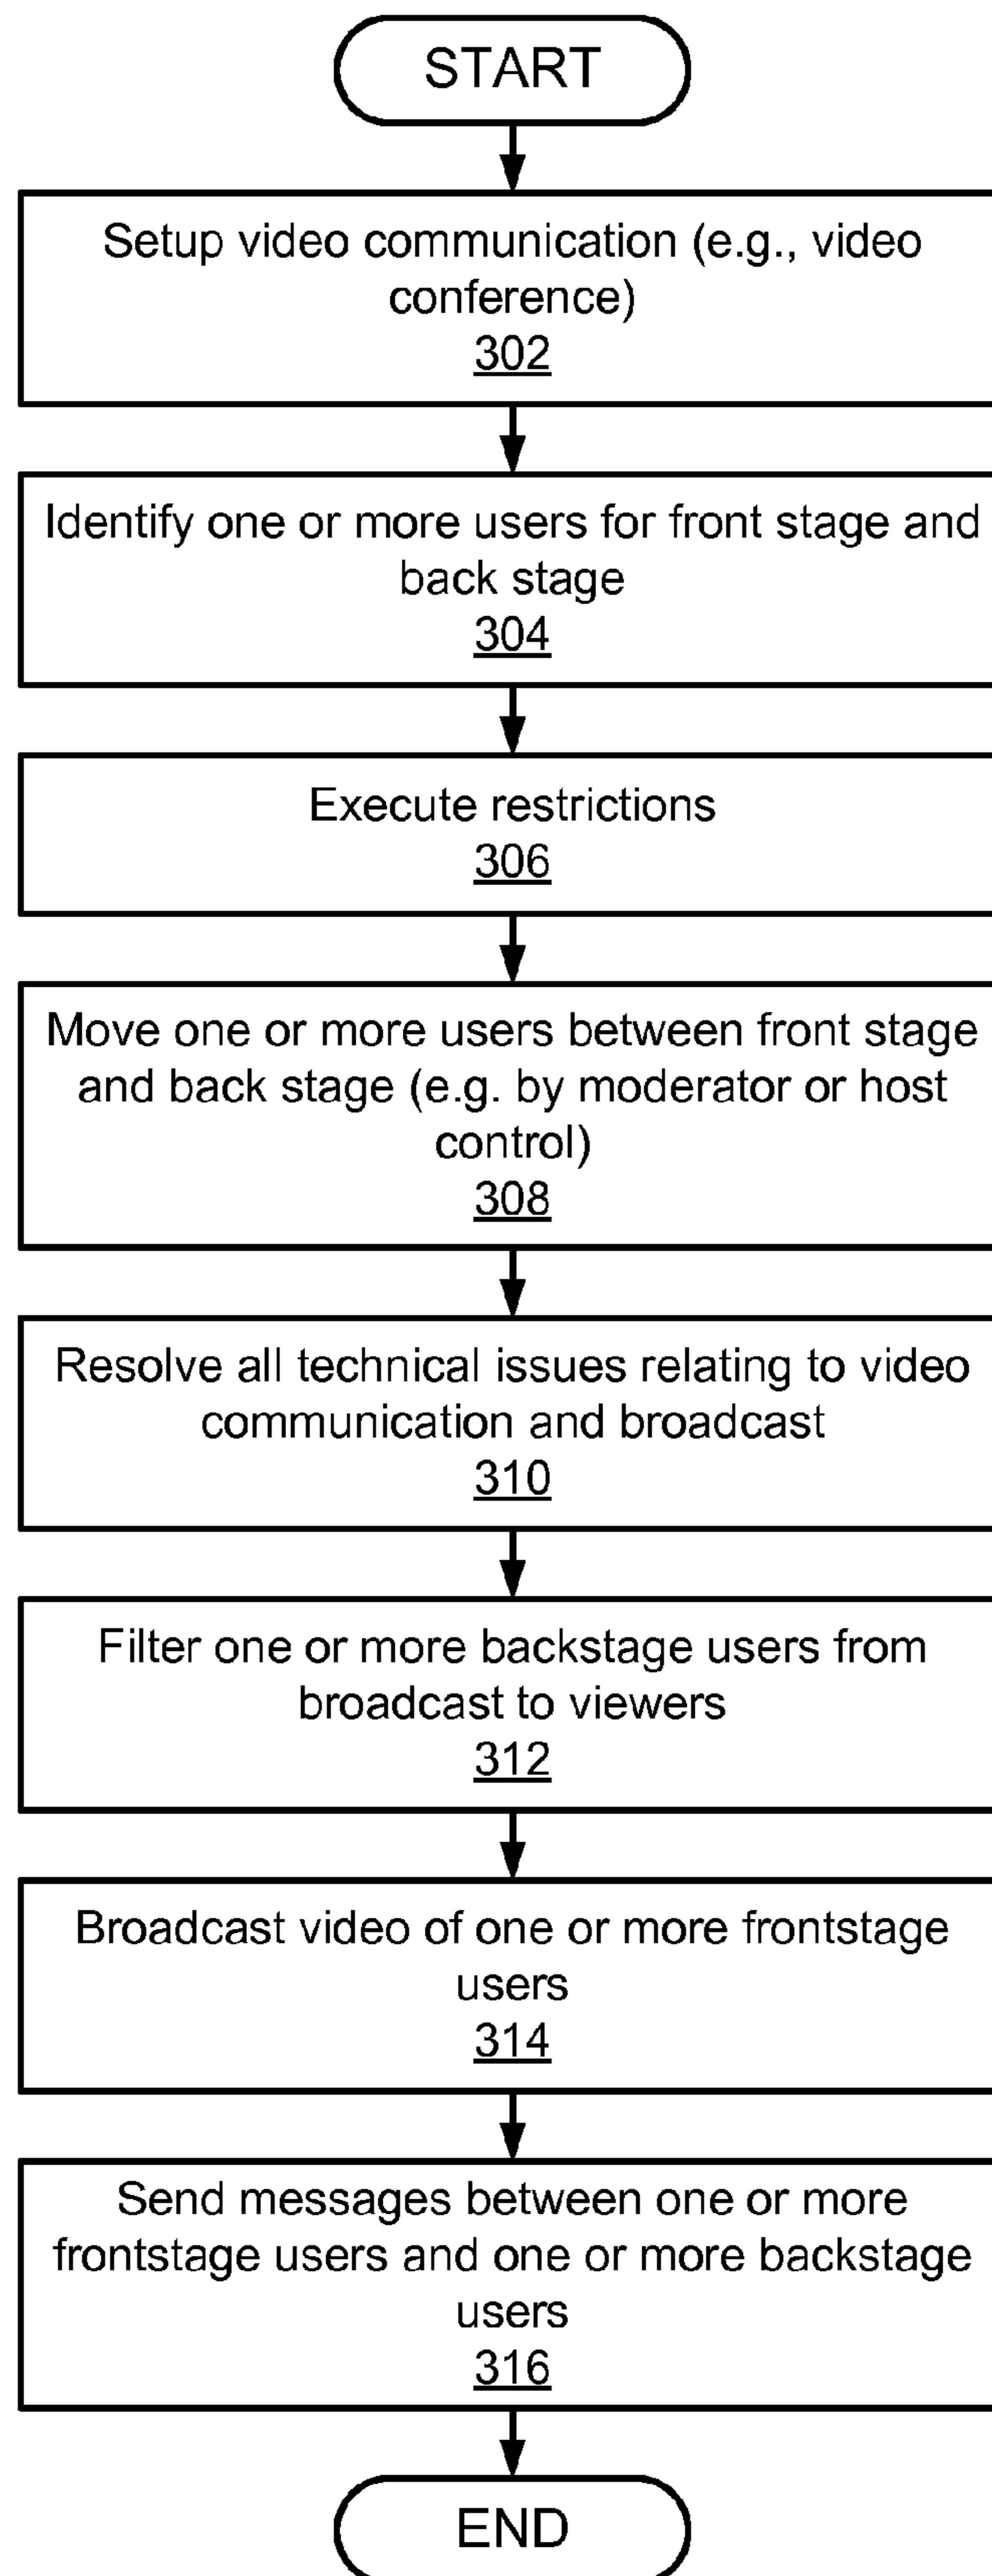 START
Setup video communication (e.g., video
conference)
302
Identify one or more users for front stage and
back stage
304
Execute restrictions
306
Move one or more users between front stage
and back stage (e.g. by moderator or host
control)
308
Resolve all technical issues relating to video
communication and broadcast
310
Filter one or more backstage users from
broadcast to viewers
312
Broadcast video of one or more frontstage
users
314
Send messages between one or more
frontstage users and one or more backstage
users
316
END